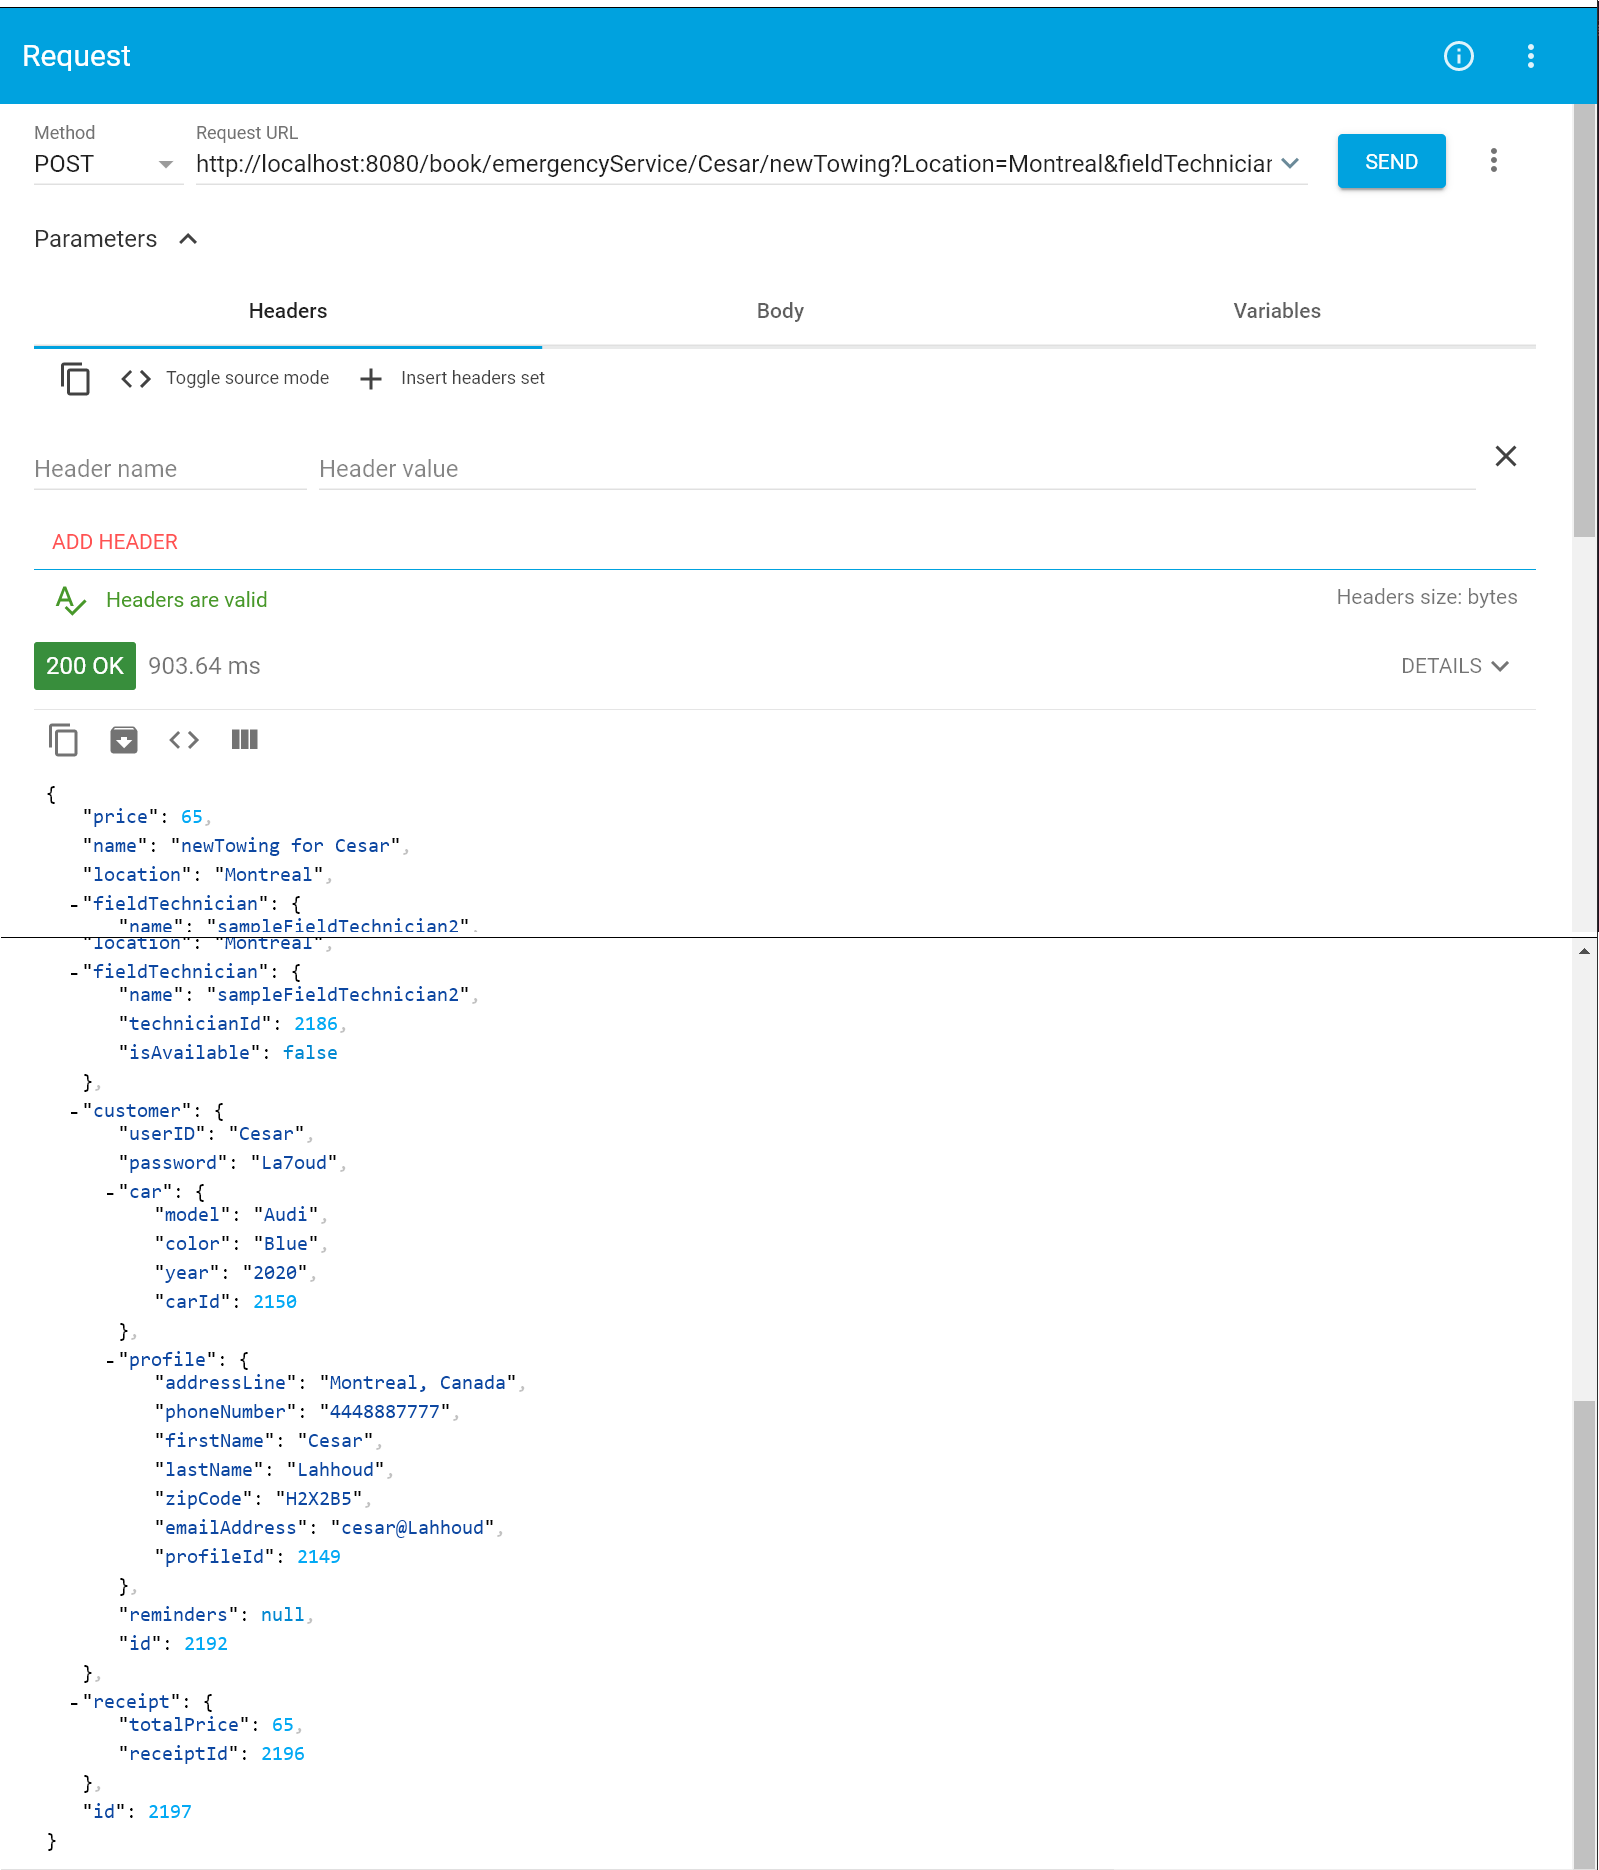 Request
Method
Request URL
POST
http://localhost:8080/book/emergencyService/Cesar/newTowing?Location=Montreal&fieldTechnician
SEND
Parameters
Headers
Body
Variables
Toggle source mode
Insert headers set
Header name
Header value
ADD HEADER
Headers are valid
Headers size: bytes
200 OK
903.64 ms
DETAILS
{
"price": 65,
"name": "newTowing for Cesar",
"location": "Montreal",
-"fieldTechnician": {
"name": "sampleFieldTechnician2",
"location": "Montreal",
-"fieldTechnician": {
"name": "sampleFieldTechnician2",
"technicianId": 2186,
"isAvailable": false
},
-"customer": {
"userID": "Cesar",
"password": "La7oud",
-"car": {
"model": "Audi",
"color": "Blue",
"year": "2020",
"carId": 2150
},
-"profile": {
"addressLine": "Montreal, Canada",
"phoneNumber": "4448887777",
"firstName": "Cesar",
"lastName": "Lahhoud",
"zipCode": "H2X2B5",
"emailAddress": "cesar@Lahhoud",
"profileId": 2149
},
"reminders": null,
"id": 2192
},
-"receipt": {
"totalPrice": 65,
"receiptId": 2196
},
"id": 2197
}